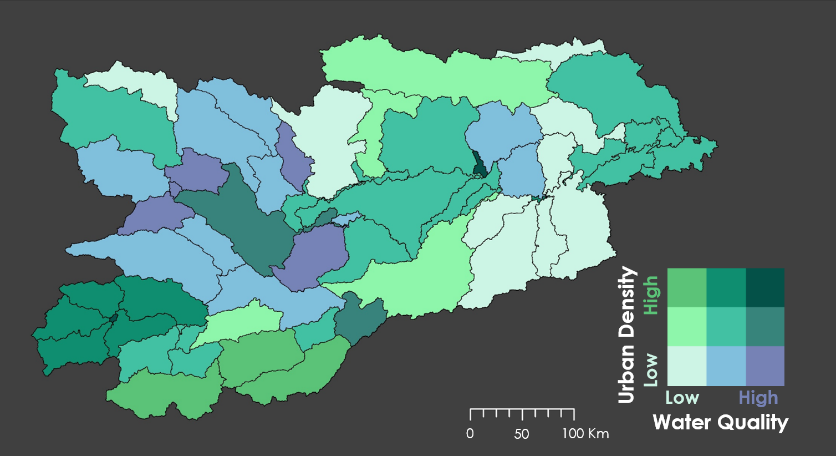 Urban Density
High
Low
Low
High
Water Quality
0
50
100 Km